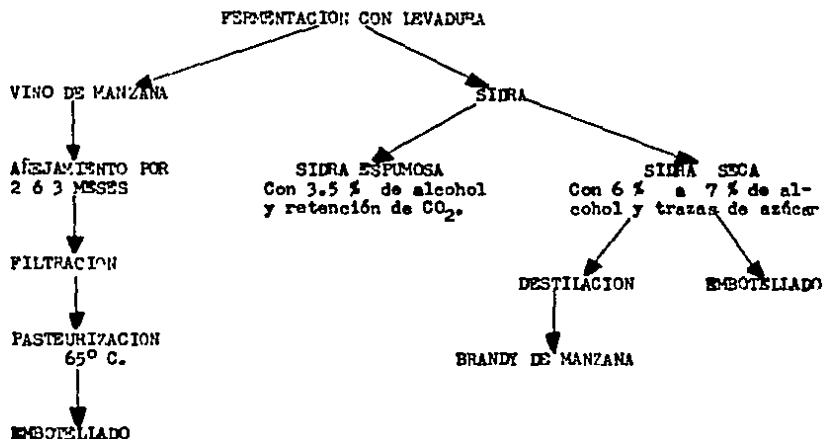 FERMENTACION CON LEVADURA
VINO DE MANZANA
SIDRA
AÑEJAMIENTO POR
2 ó 3 MESES
SIDRA ESPUMOSA
Con 3.5 % de alcohol
y retención de CO2.
SIDRA SECA
Con 6 % a 7 % de al-
cohol y trazas de azúcar
FILTRACION
DESTILACION
EMBOTELLADO
PASTEURIZACION
65° C.
BRANDY DE MANZANA
EMBOTELLADO